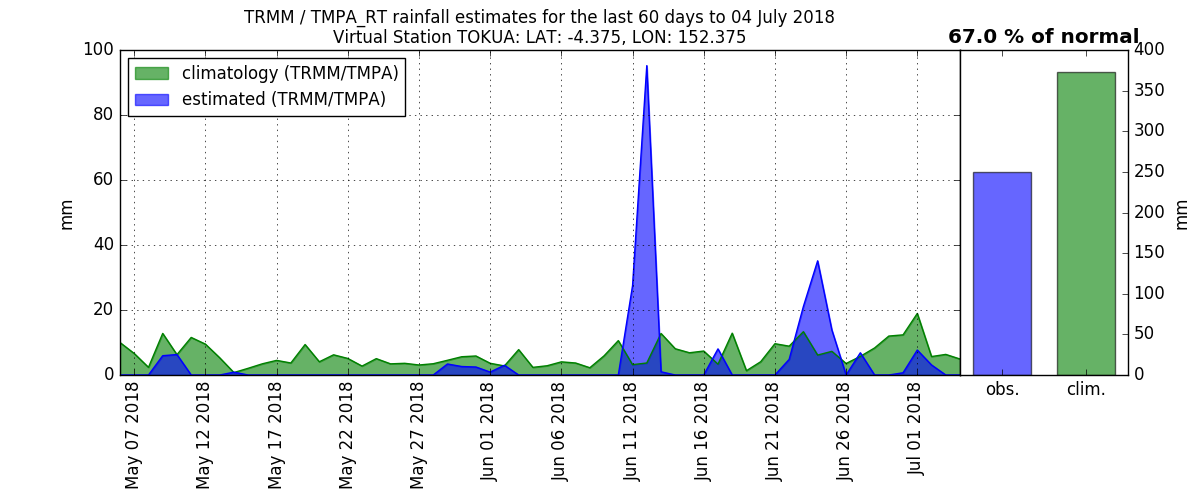 TRMM / TMPA_RT rainfall estimates for the last 60 days to 04 July 2018
Virtual Station TOKUA: LAT: -4.375, LON: 152.375
67.0 % of normal
climatology (TRMM/TMPA)
estimated (TRMM/TMPA)
100
80
60
40
20
0
mm
May 07 2018
May 12 2018
May 17 2018
May 22 2018
May 27 2018
Jun 01 2018
Jun 06 2018
Jun 11 2018
Jun 16 2018
Jun 21 2018
Jun 26 2018
Jul 01 2018
obs.
clim.
400
350
300
250
200
150
100
50
0
mm